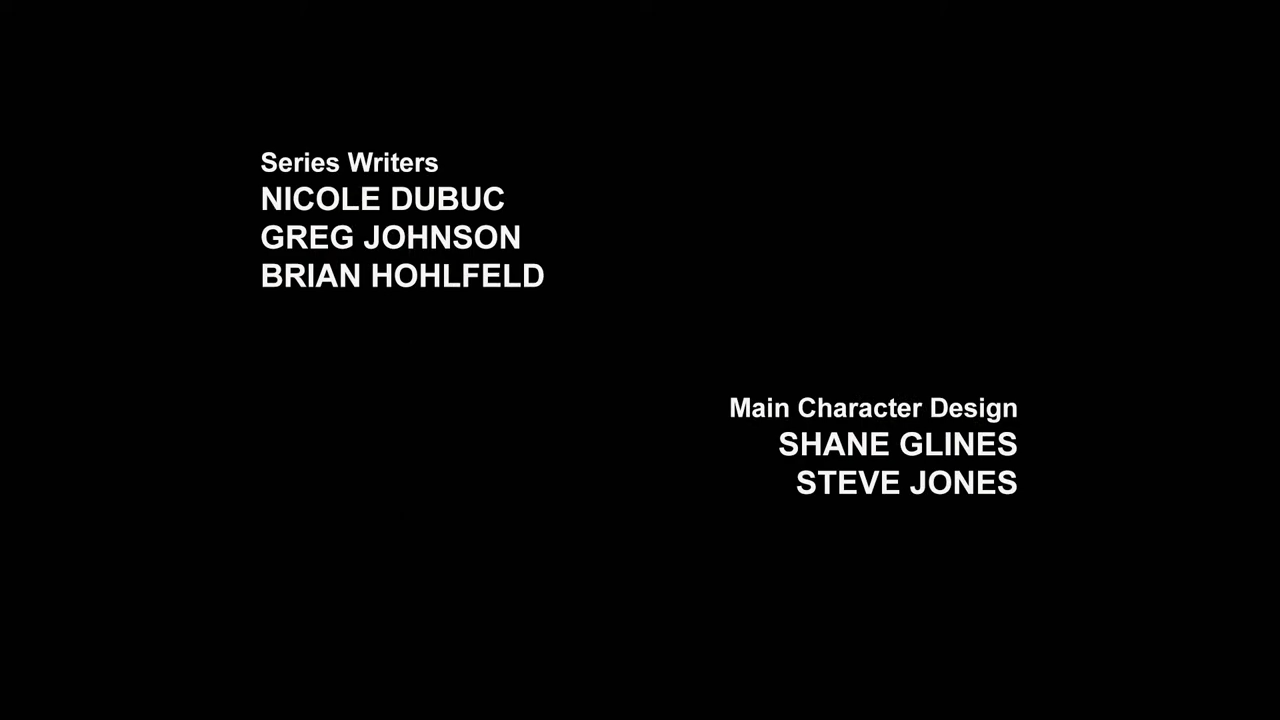 Series Writers
NICOLE DUBUC
GREG JOHNSON
BRIAN HOHLFELD
Main Character Design
SHANE GLINES
STEVE JONES